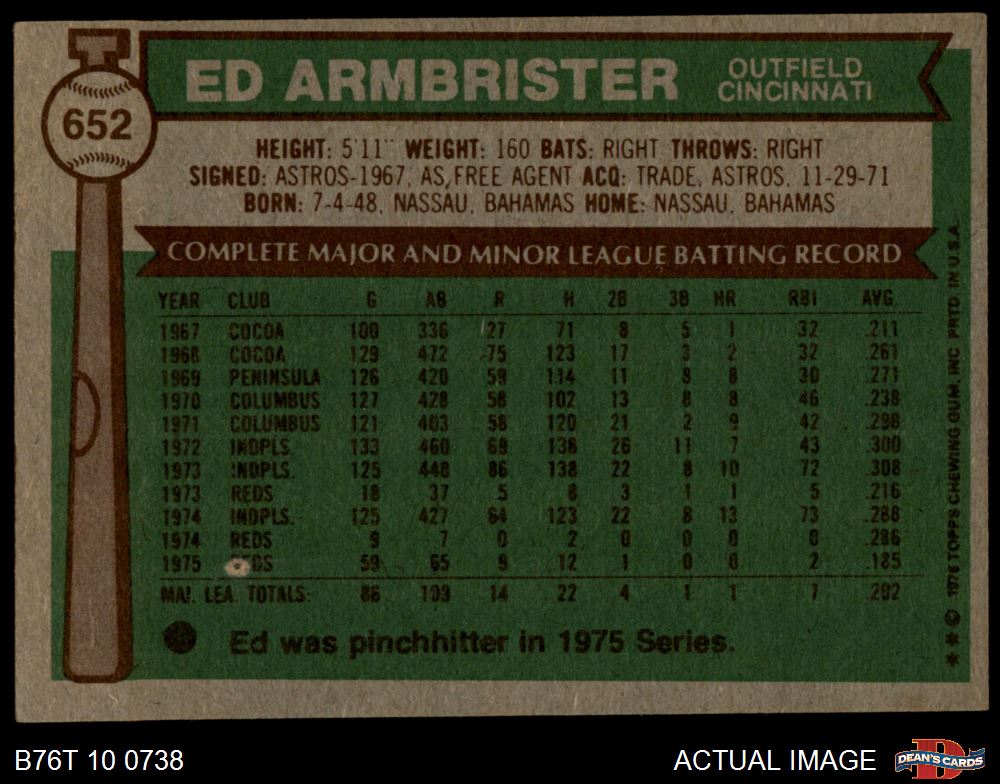 652
ED ARMBRISTER
OUTFIELD
CINCINNATI
HEIGHT: 5'11" WEIGHT: 160 BATS: RIGHT THROWS: RIGHT
SIGNED: ASTROS-1967, AS FREE AGENT ACQ: TRADE, ASTROS, 11-29-71
BORN: 7-4-48, NASSAU, BAHAMAS HOME: NASSAU, BAHAMAS
COMPLETE MAJOR AND MINOR LEAGUE BATTING RECORD
YEAR CLUB G AB R H 2B 3B HR RBI AVG.
1967 COCOA 100 336 27 71 8 5 1 32 .211
1968 COCOA 129 472 75 123 17 3 2 32 .261
1969 PENINSULA 126 420 59 114 11 30 .271
1970 COLUMBUS 127 428 58 102 13 8 8 46 .238
1971 COLUMBUS 121 403 58 120 21 2 9 42 .298
1972 INDPLS. 133 460 69 138 26 11 7 43 .300
1973 INDPLS. 125 448 86 138 22 8 10 72 .308
1973 REDS 18 37 5 8 3 1 1 5 .216
1974 INDPLS. 125 427 64 123 22 8 13 73 .288
1974 REDS 9 7 0 2 0 0 0 0 .286
1975 DS 59 65 9 12 1 0 0 2 .185
MAJ. LEA. TOTALS: 86 109 14 22 4 1 1 7 .202
Ed was pinchhitter in 1975 Series.
* * © 1976 TOPPS CHEWING GUM, INC PRTD. IN U.S.A.
B76T 10 0738
ACTUAL IMAGE
D
DEAN'S CARDS